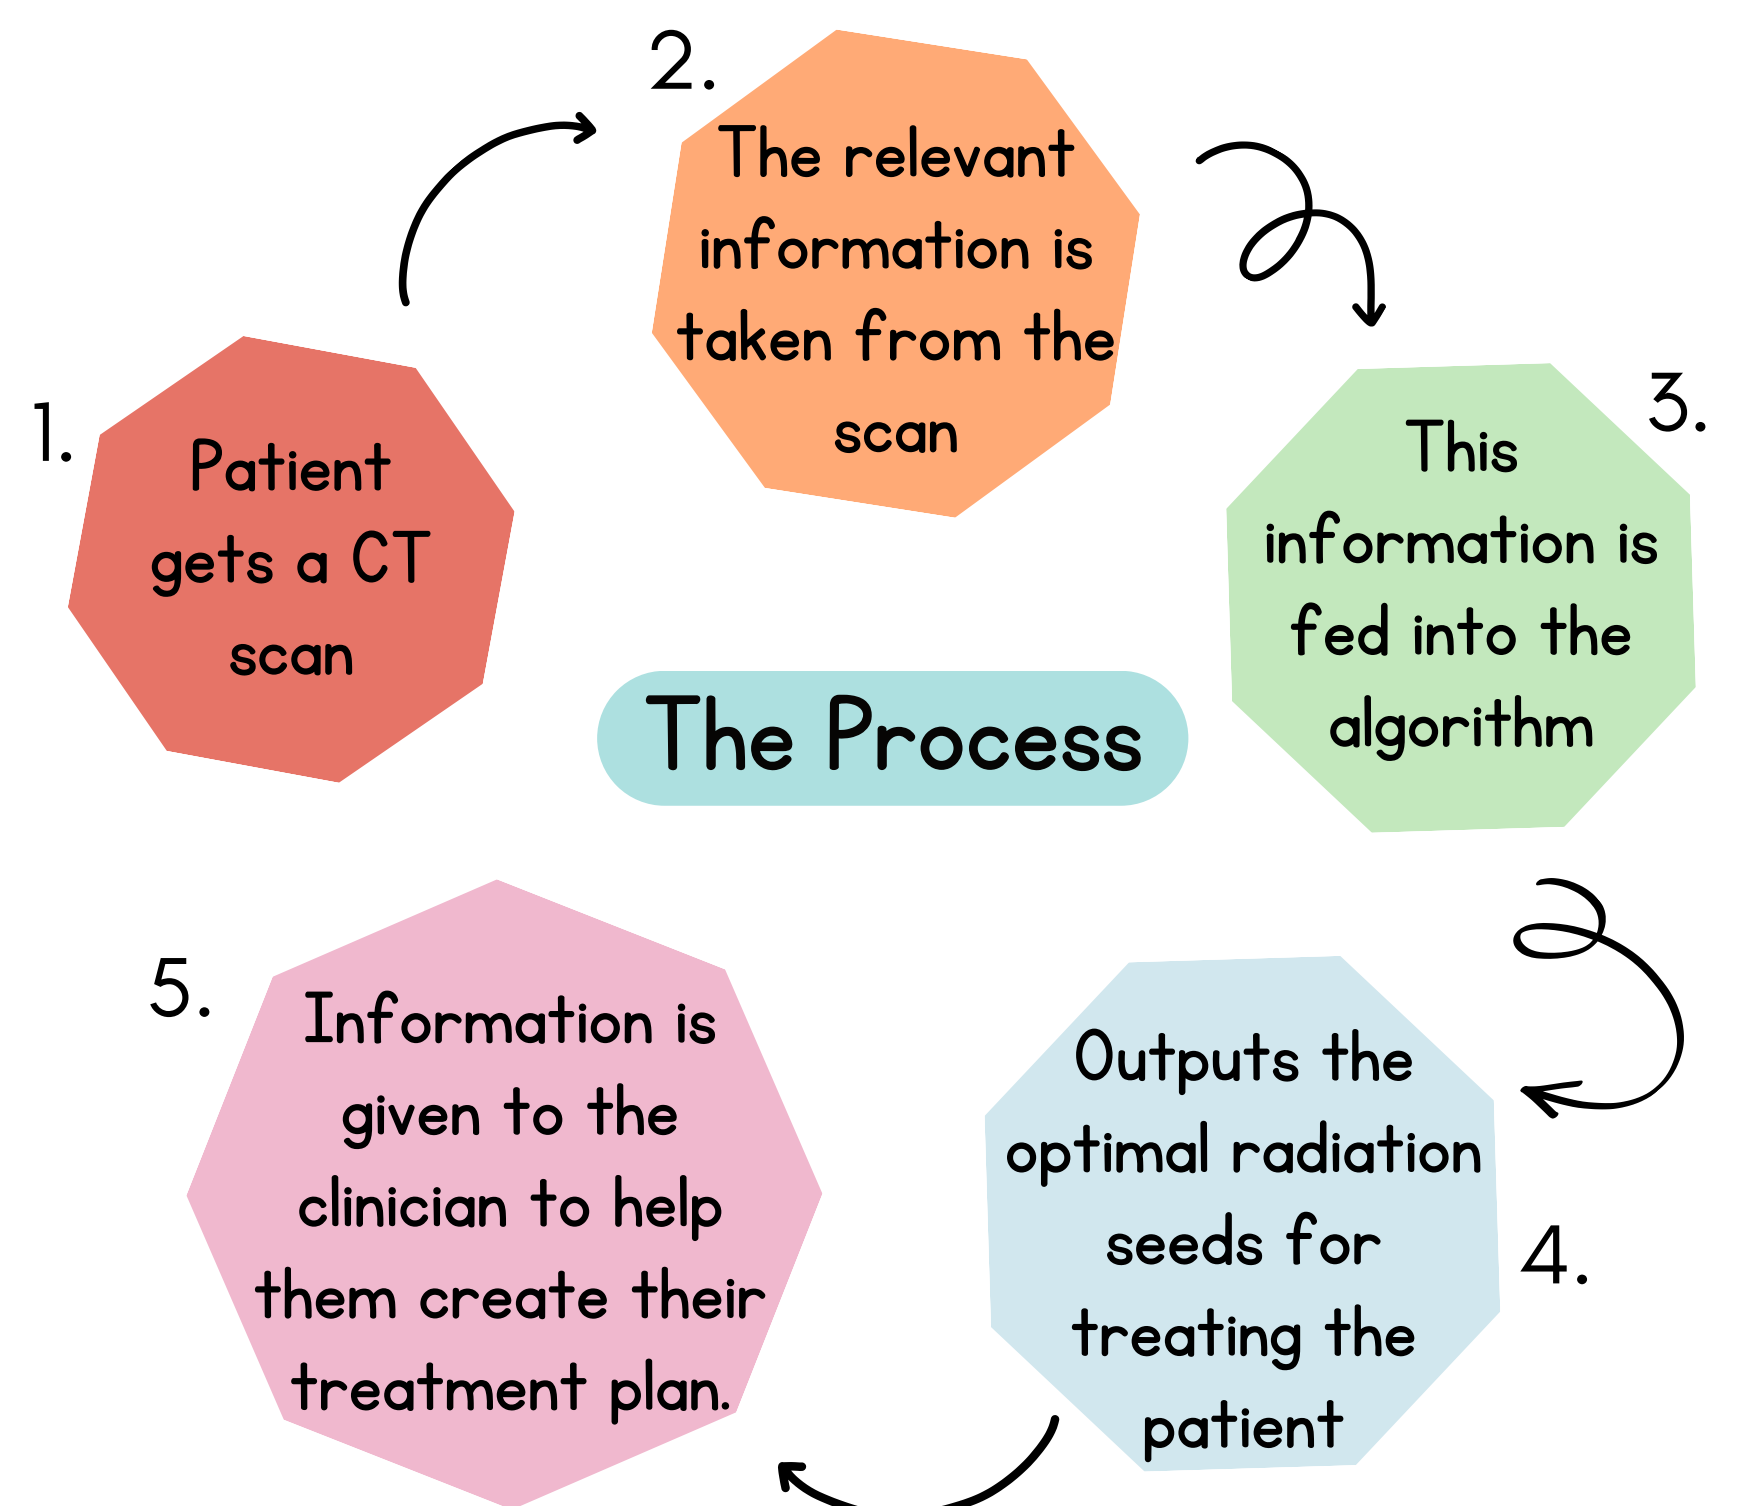 1.
Patient
gets a CT
scan
2.
The relevant
information is
taken from the
scan
3.
This
information is
fed into the
algorithm
The Process
4.
Outputs the
optimal radiation
seeds for
treating the
patient
5.
Information is
given to the
clinician to help
them create their
treatment plan.